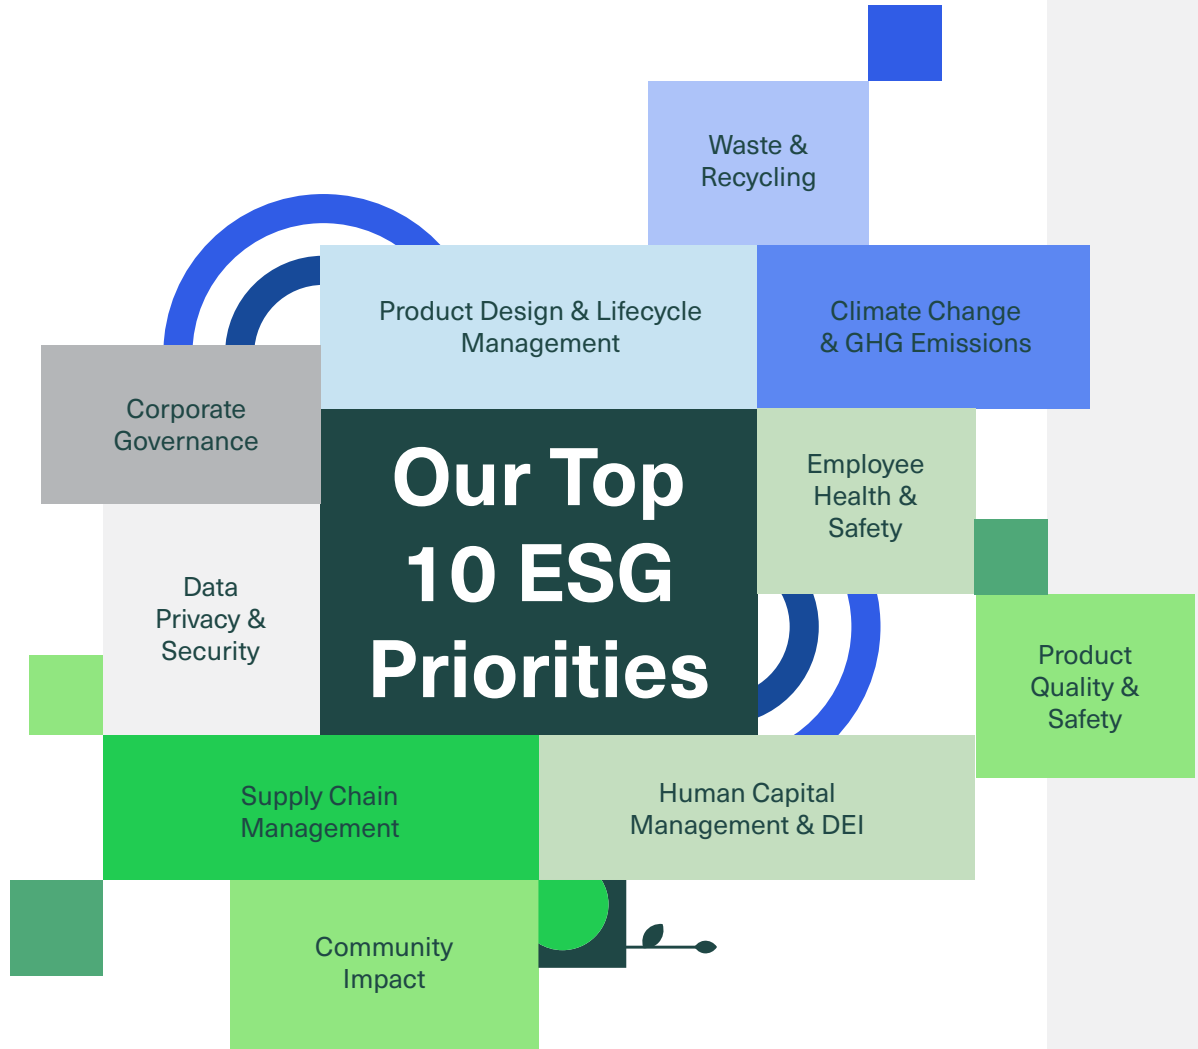 Waste &
Recycling
Product Design & Lifecycle
Management
Climate Change
& GHG Emissions
Corporate
Governance
Our Top
10 ESG
Priorities
Employee
Health &
Safety
Data
Privacy &
Security
Product
Quality &
Safety
Supply Chain
Management
Human Capital
Management & DEI
Community
Impact